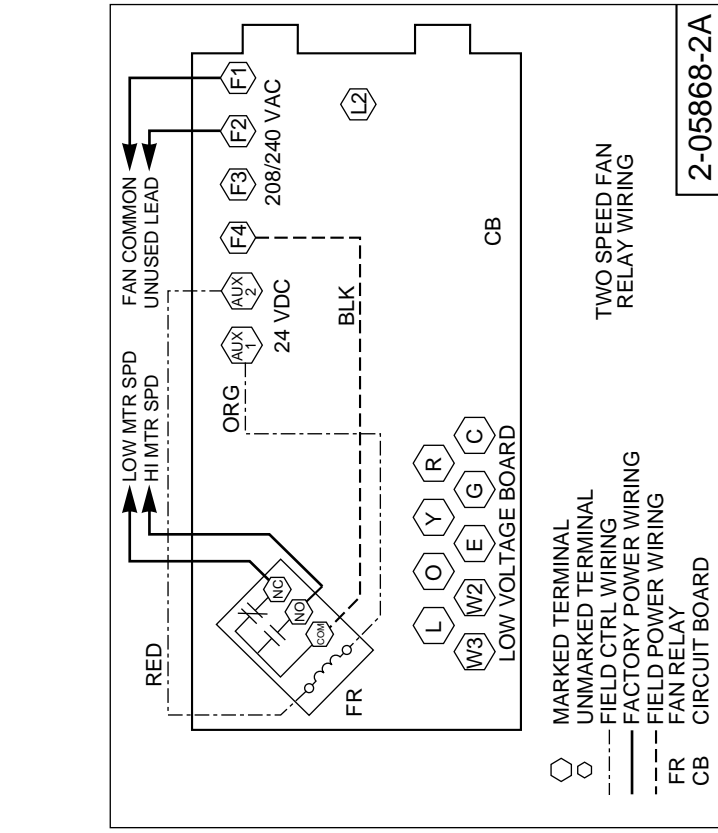 FAN COMMON
UNUSED LEAD
LOW MTR SPD
HI MTR SPD
F1
F2
F3
F4
208/240 VAC
L2
AUX
2
AUX
1
24 VDC
RED
ORG
BLK
NC
NO
COM
FR
CB
L
O
Y
R
W3
W2
E
G
C
LOW VOLTAGE BOARD
MARKED TERMINAL
UNMARKED TERMINAL
FIELD CTRL WIRING
FACTORY POWER WIRING
FIELD POWER WIRING
FR FAN RELAY
CB CIRCUIT BOARD
TWO SPEED FAN
RELAY WIRING
2-05868-2A